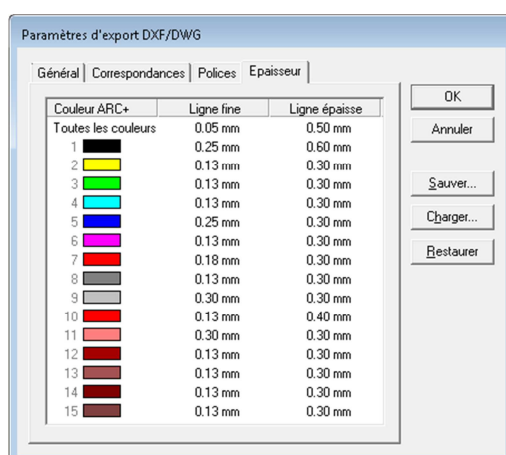 Paramètres d'export DXF/DWG
Général Correspondances Polices Epaisseur
Couleur ARC+ Ligne fine Ligne épaisse
Toutes les couleurs 0.05 mm 0.50 mm
1 0.25 mm 0.60 mm
2 0.13 mm 0.30 mm
3 0.13 mm 0.30 mm
4 0.13 mm 0.30 mm
5 0.25 mm 0.30 mm
6 0.13 mm 0.30 mm
7 0.18 mm 0.30 mm
8 0.13 mm 0.30 mm
9 0.30 mm 0.30 mm
10 0.13 mm 0.40 mm
11 0.30 mm 0.30 mm
12 0.13 mm 0.30 mm
13 0.13 mm 0.30 mm
14 0.13 mm 0.30 mm
15 0.13 mm 0.30 mm
OK
Annuler
Sauver...
Charger...
Restaurer